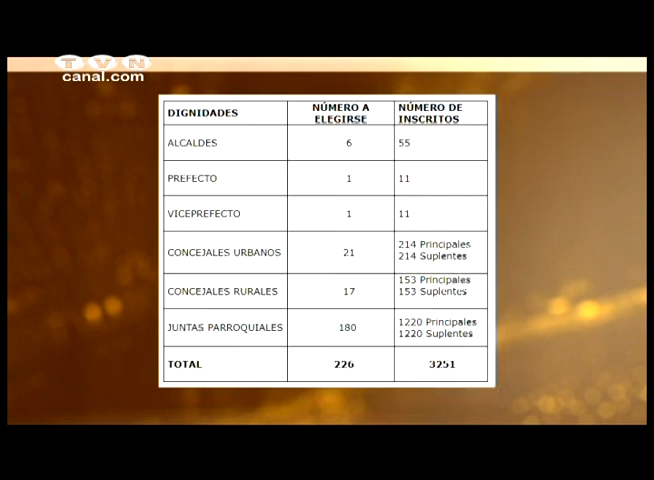 TVN
canal.com
DIGNIDADES
NÚMERO A
ELEGIRSE
NÚMERO DE
INSCRITOS
ALCALDES 6 55
PREFECTO 1 11
VICEPREFECTO 1 11
CONCEJALES URBANOS 21
214 Principales
214 Suplentes
CONCEJALES RURALES 17
153 Principales
153 Suplentes
JUNTAS PARROQUIALES 180
1220 Principales
1220 Suplentes
TOTAL 226 3251